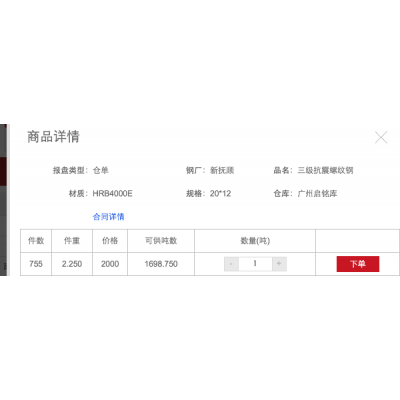 商品详情
报盘类型： 仓单 钢厂： 新抚顺 品名： 三级抗震螺纹钢
材质： HRB4000E 规格： 20*12 仓库： 广州启铭库
合同详情
件数 件重 价格 可供吨数 数量(吨)
755 2.250 2000 1698.750 - 1 + 下单